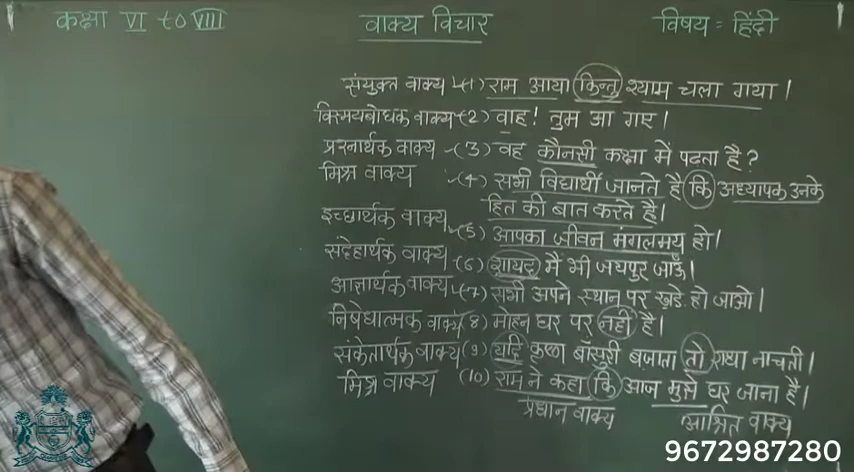 कक्षा VI to VIII वाक्य विचार विषय = हिंदी
संयुक्त वाक्य (1) राम आया किन्तु श्याम चला गया।
विस्मयबोधक वाक्य (2) वाह! तुम आ गए।
प्रश्नार्थक वाक्य (3) वह कौनसी कक्षा में पढता है?
मिश्र वाक्य (4) सभी विद्यार्थी जानते है कि अध्यापक उनके
हित की बात करते है।
इच्छार्थक वाक्य (5) आपका जीवन मंगलमय हो।
संदेहार्थक वाक्य (6) शायद मैं भी जयपुर जाऊँ।
आज्ञार्थक वाक्य (7) सभी अपने स्थान पर खड़े हो जाओ।
निषेधात्मक वाक्य (8) मोहन घर पर नहीं है।
संकेतार्थक वाक्य (9) यदि कृष्ण बाँसुरी बजाता तो राधा नाचती।
मिश्र वाक्य (10) राम ने कहा कि आज मुझे घर जाना है।
प्रधान वाक्य आश्रित वाक्य
9672987280